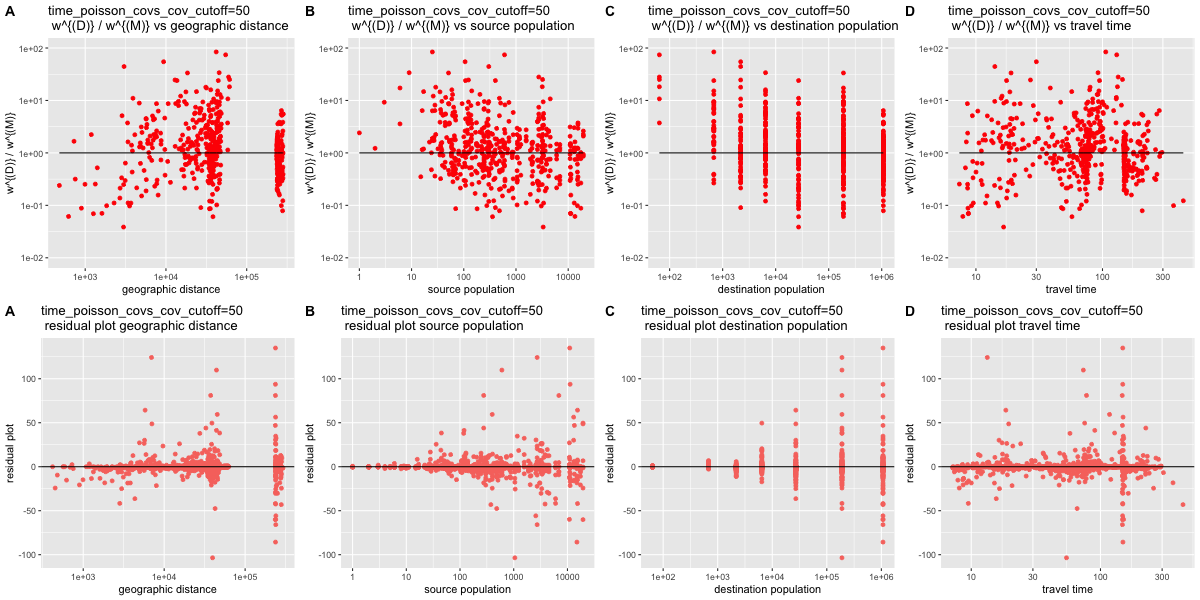 A
time_poisson_covs_cov_cutoff=50
w^{(D)} / w^{(M)} vs geographic distance
w^{(D)} / w^{(M)}
1e+02
1e+01
1e+00
1e-01
1e-02
1e+03 1e+04 1e+05
geographic distance
B
time_poisson_covs_cov_cutoff=50
w^{(D)} / w^{(M)} vs source population
w^{(D)} / w^{(M)}
1e+02
1e+01
1e+00
1e-01
1e-02
1 10 100 1000 10000
source population
C
time_poisson_covs_cov_cutoff=50
w^{(D)} / w^{(M)} vs destination population
w^{(D)} / w^{(M)}
1e+02
1e+01
1e+00
1e-01
1e-02
1e+02 1e+03 1e+04 1e+05 1e+06
destination population
D
time_poisson_covs_cov_cutoff=50
w^{(D)} / w^{(M)} vs travel time
w^{(D)} / w^{(M)}
1e+02
1e+01
1e+00
1e-01
1e-02
10 30 100 300
travel time
A
time_poisson_covs_cov_cutoff=50
residual plot geographic distance
residual plot
100
50
0
-50
-100
1e+03 1e+04 1e+05
geographic distance
B
time_poisson_covs_cov_cutoff=50
residual plot source population
residual plot
100
50
0
-50
-100
1 10 100 1000 10000
source population
C
time_poisson_covs_cov_cutoff=50
residual plot destination population
residual plot
100
50
0
-50
-100
1e+02 1e+03 1e+04 1e+05 1e+06
destination population
D
time_poisson_covs_cov_cutoff=50
residual plot travel time
residual plot
100
50
0
-50
-100
10 30 100 300
travel time